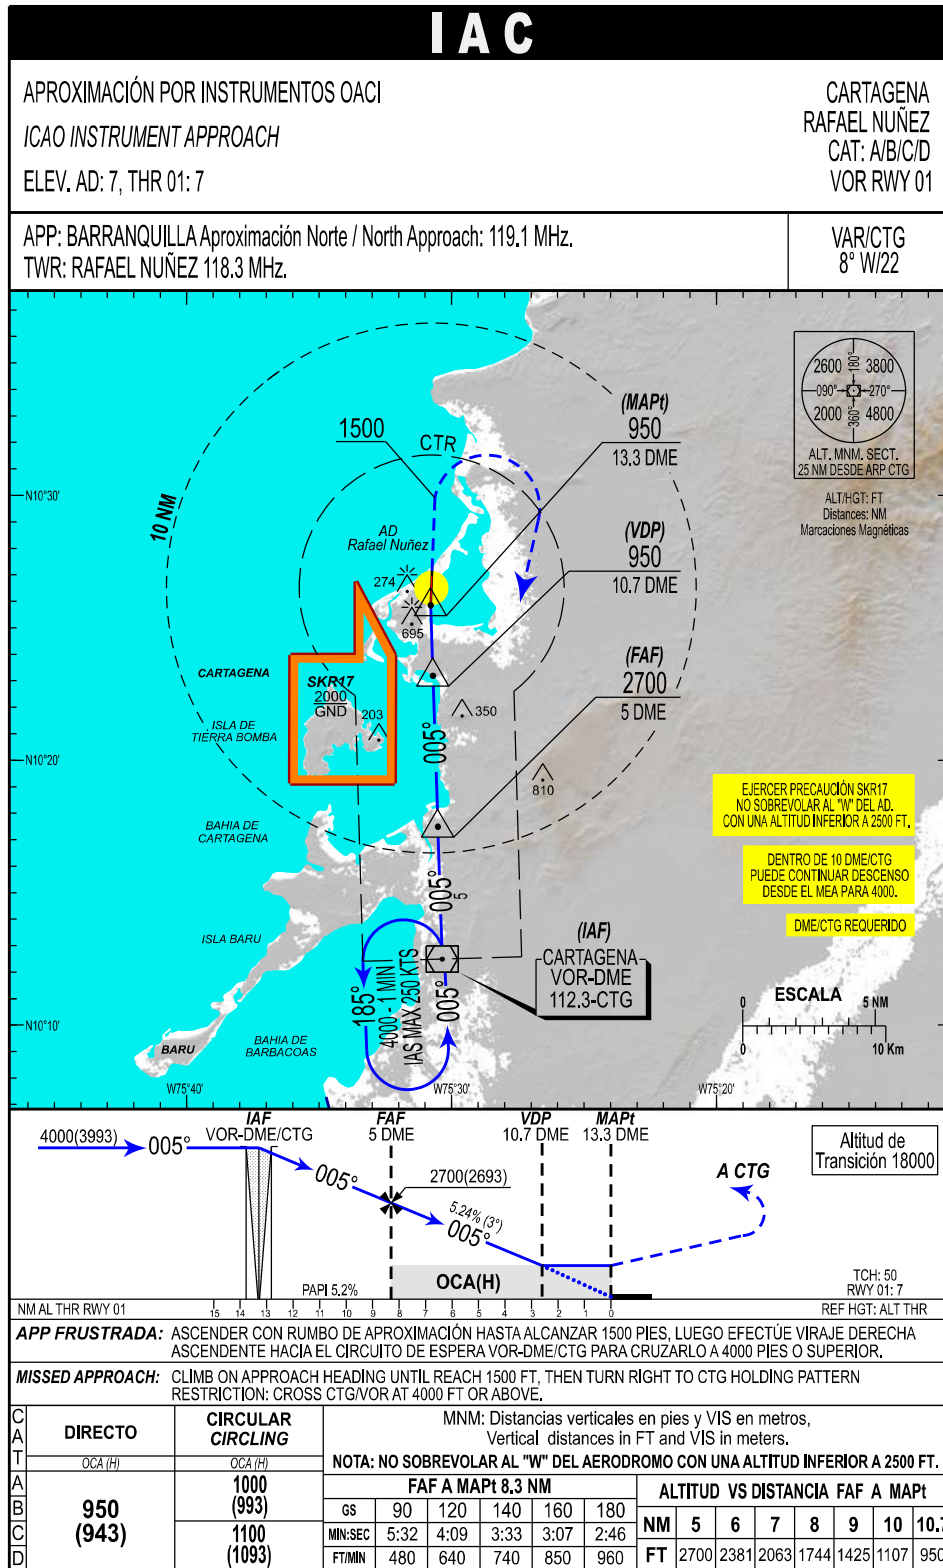 IAC
APROXIMACIÓN POR INSTRUMENTOS OACI
ICAO INSTRUMENT APPROACH
ELEV. AD: 7, THR 01: 7
CARTAGENA
RAFAEL NUÑEZ
CAT: A/B/C/D
VOR RWY 01
APP: BARRANQUILLA Aproximación Norte / North Approach: 119.1 MHz.
TWR: RAFAEL NUÑEZ 118.3 MHz.
VAR/CTG
8° W/22
2600 180° 3800
090° 270°
2000 360° 4800
ALT. MNM. SECT.
25 NM DESDE ARP CTG
ALT/HGT: FT
Distances: NM
Marcaciones Magnéticas
(MAPt)
950
13.3 DME
1500
CTR
N10°30'
10 NM
AD
Rafael Nuñez
(VDP)
950
10.7 DME
274
695
(FAF)
2700
5 DME
CARTAGENA
SKR17
2000
GND
203
350
ISLA DE
TIERRA BOMBA
005°
N10°20'
810
EJERCER PRECAUCIÓN SKR17
NO SOBREVOLAR AL "W" DEL AD.
CON UNA ALTITUD INFERIOR A 2500 FT.
BAHIA DE
CARTAGENA
DENTRO DE 10 DME/CTG
PUEDE CONTINUAR DESCENSO
DESDE EL MEA PARA 4000.
005°
5
DME/CTG REQUERIDO
ISLA BARU
(IAF)
CARTAGENA
VOR-DME
112.3-CTG
185°
4000 - 1 MIN
IAS MAX 250 KTS
005°
ESCALA
0 5 NM
0 10 Km
N10°10'
BARU
BAHIA DE
BARBACOAS
W75°40' W75°30' W75°20'
IAF FAF VDP MAPt
VOR-DME/CTG 5 DME 10.7 DME 13.3 DME
4000(3993) 005°
Altitud de
Transición 18000
005°
2700(2693)
A CTG
5.24% (3°)
005°
OCA(H)
PAPI 5.2%
TCH: 50
RWY 01: 7
NM AL THR RWY 01 15 14 13 12 11 10 9 8 7 6 5 4 3 2 1 0 REF HGT: ALT THR
APP FRUSTRADA: ASCENDER CON RUMBO DE APROXIMACIÓN HASTA ALCANZAR 1500 PIES, LUEGO EFECTÚE VIRAJE DERECHA
ASCENDENTE HACIA EL CIRCUITO DE ESPERA VOR-DME/CTG PARA CRUZARLO A 4000 PIES O SUPERIOR.
MISSED APPROACH: CLIMB ON APPROACH HEADING UNTIL REACH 1500 FT, THEN TURN RIGHT TO CTG HOLDING PATTERN
RESTRICTION: CROSS CTG/VOR AT 4000 FT OR ABOVE.
CAT
DIRECTO
OCA (H)
CIRCULAR
CIRCLING
OCA (H)
A
B
C
D
950
(943)
1000
(993)
1100
(1093)
MNM: Distancias verticales en pies y VIS en metros,
Vertical distances in FT and VIS in meters.
NOTA: NO SOBREVOLAR AL "W" DEL AERODROMO CON UNA ALTITUD INFERIOR A 2500 FT.
FAF A MAPt 8.3 NM
GS 90 120 140 160 180
MIN:SEC 5:32 4:09 3:33 3:07 2:46
FT/MIN 480 640 740 850 960
ALTITUD VS DISTANCIA FAF A MAPt
NM 5 6 7 8 9 10 10.7
FT 2700 2381 2063 1744 1425 1107 950